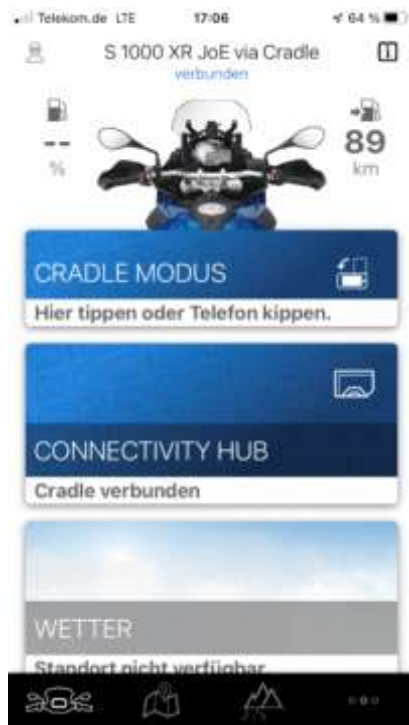 Telekom.de LTE 17:06 64 %
S 1000 XR JoE via Cradle
verbunden
--
%
89
km
CRADLE MODUS
Hier tippen oder Telefon kippen.
CONNECTIVITY HUB
Cradle verbunden
WETTER
Standort nicht verfügbar